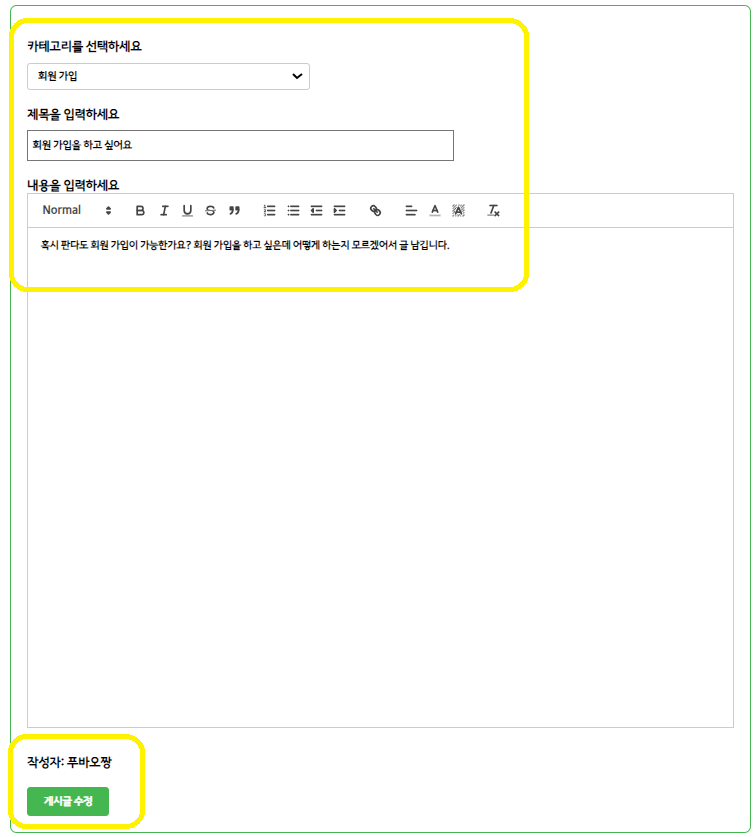 카테고리를 선택하세요
회원 가입
제목을 입력하세요
회원 가입을 하고 싶어요
내용을 입력하세요
Normal
혹시 판다도 회원 가입이 가능한가요? 회원 가입을 하고 싶은데 어떻게 하는지 모르겠어서 글 남깁니다.
작성자: 푸바오짱
게시글 수정